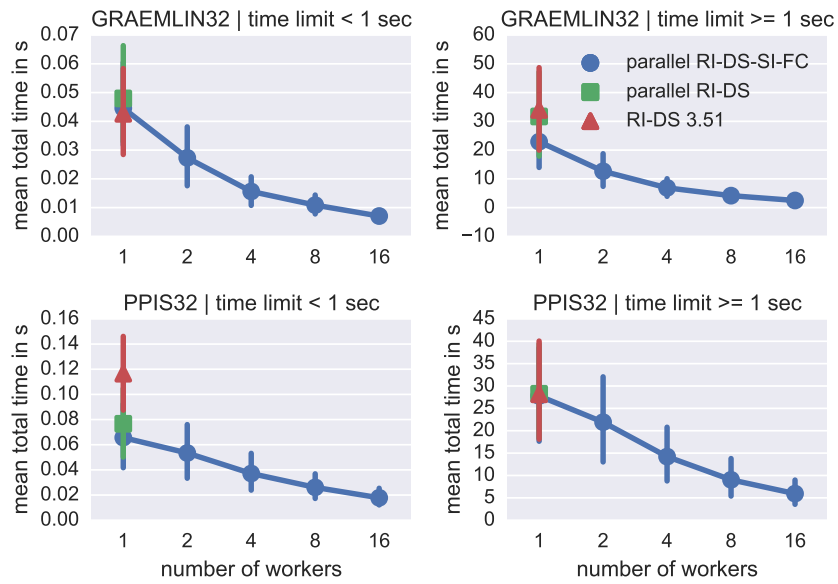 GRAEMLIN32 | time limit < 1 sec
mean total time in s
0.07
0.06
0.05
0.04
0.03
0.02
0.01
0.00
1 2 4 8 16
GRAEMLIN32 | time limit >= 1 sec
mean total time in s
60
50
40
30
20
10
0
−10
parallel RI-DS-SI-FC
parallel RI-DS
RI-DS 3.51
1 2 4 8 16
PPIS32 | time limit < 1 sec
mean total time in s
0.16
0.14
0.12
0.10
0.08
0.06
0.04
0.02
0.00
1 2 4 8 16
number of workers
PPIS32 | time limit >= 1 sec
mean total time in s
45
40
35
30
25
20
15
10
5
0
1 2 4 8 16
number of workers